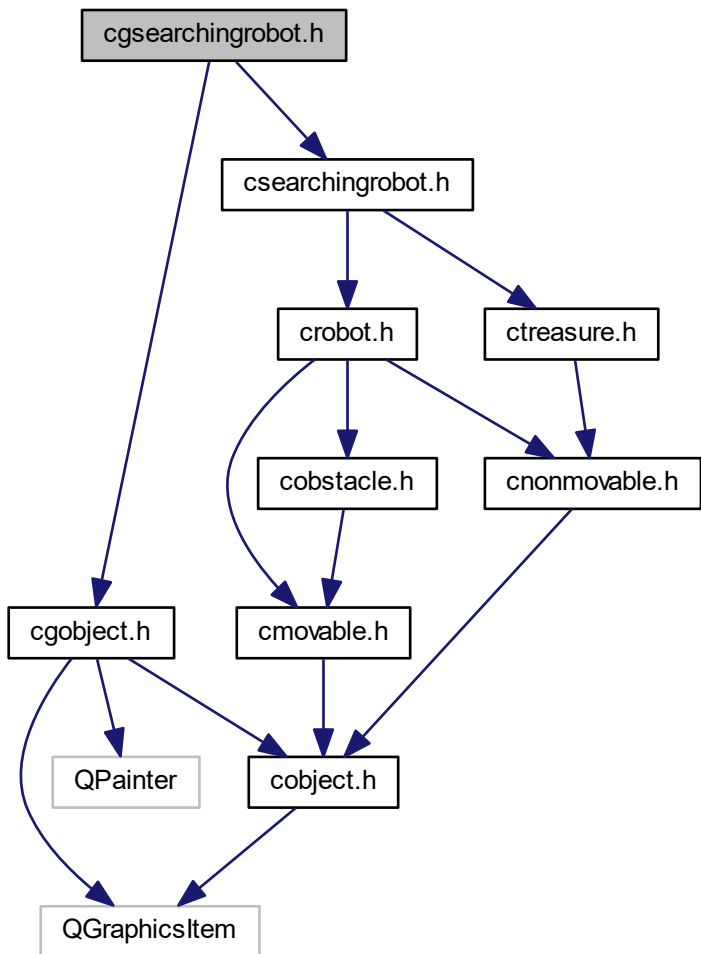 cgsearchingrobot.h
csearchingrobot.h
crobot.h
ctreasure.h
cobstacle.h
cnonmovable.h
cgobject.h
cmovable.h
QPainter
cobject.h
QGraphicsItem